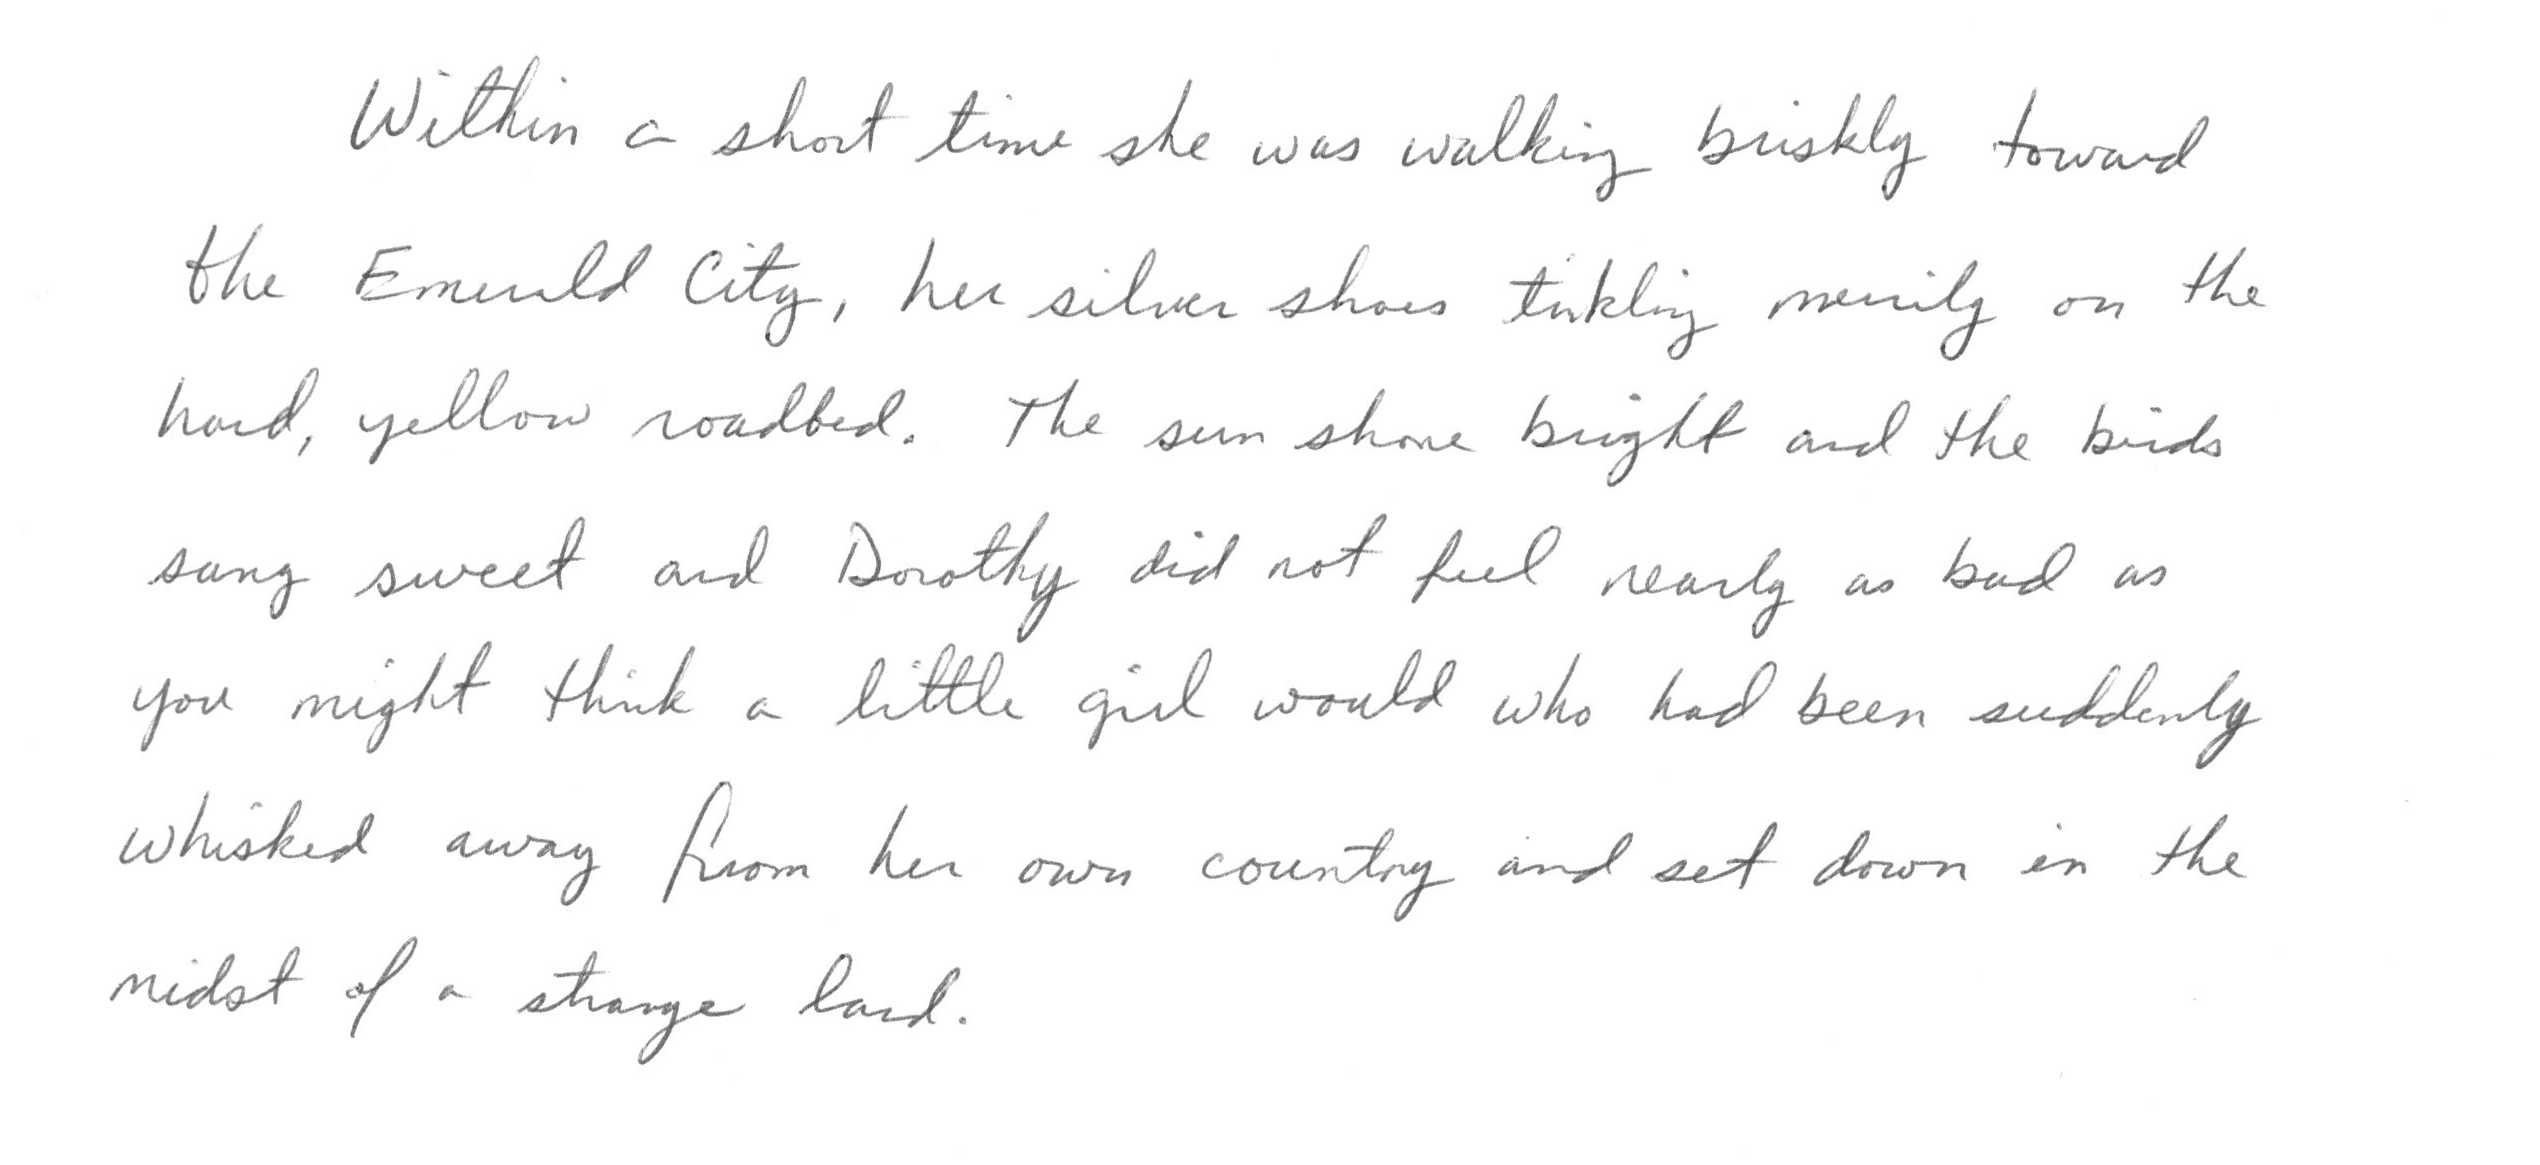 Within a short time she was walking briskly toward
the Emerald City, her silver shoes tinkling merrily on the
hard, yellow roadbed. The sun shone bright and the birds
sang sweet and Dorothy did not feel nearly as bad as
you might think a little girl would who had been suddenly
whisked away from her own country and set down in the
midst of a strange land.